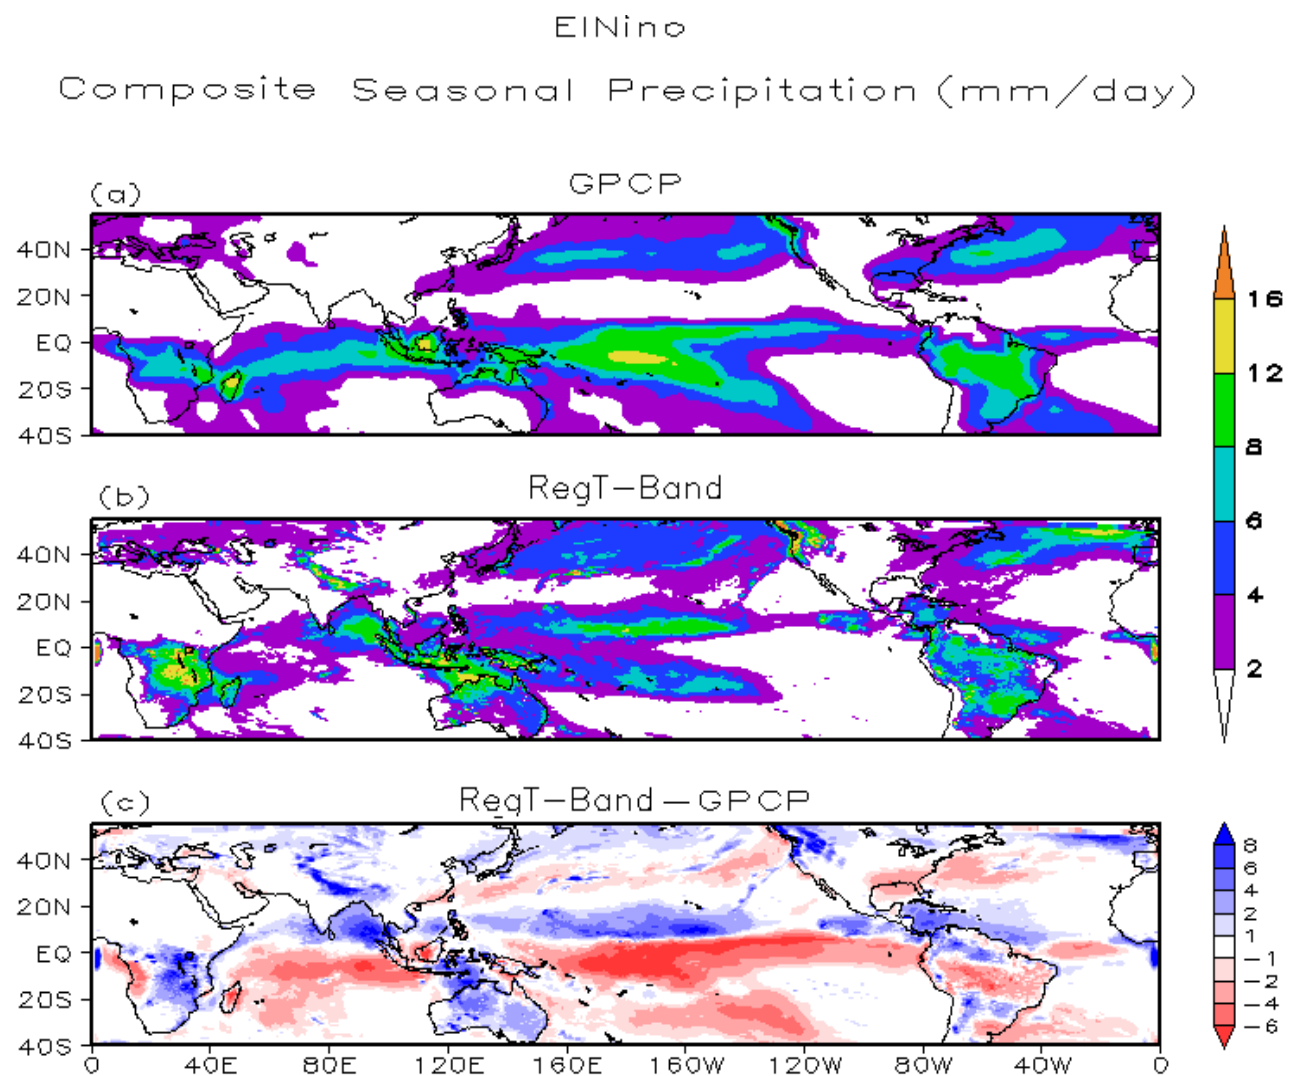 ElNino
Composite Seasonal Precipitation (mm/day)
(a)
GPCP
40N
20N
EQ
20S
40S
(b)
RegT-Band
40N
20N
EQ
20S
40S
16
12
8
6
4
2
(c)
RegT-Band-GPCP
40N
20N
EQ
20S
40S
0 40E 80E 120E 160E 160W 120W 80W 40W 0
8
6
4
2
1
-1
-2
-4
-6